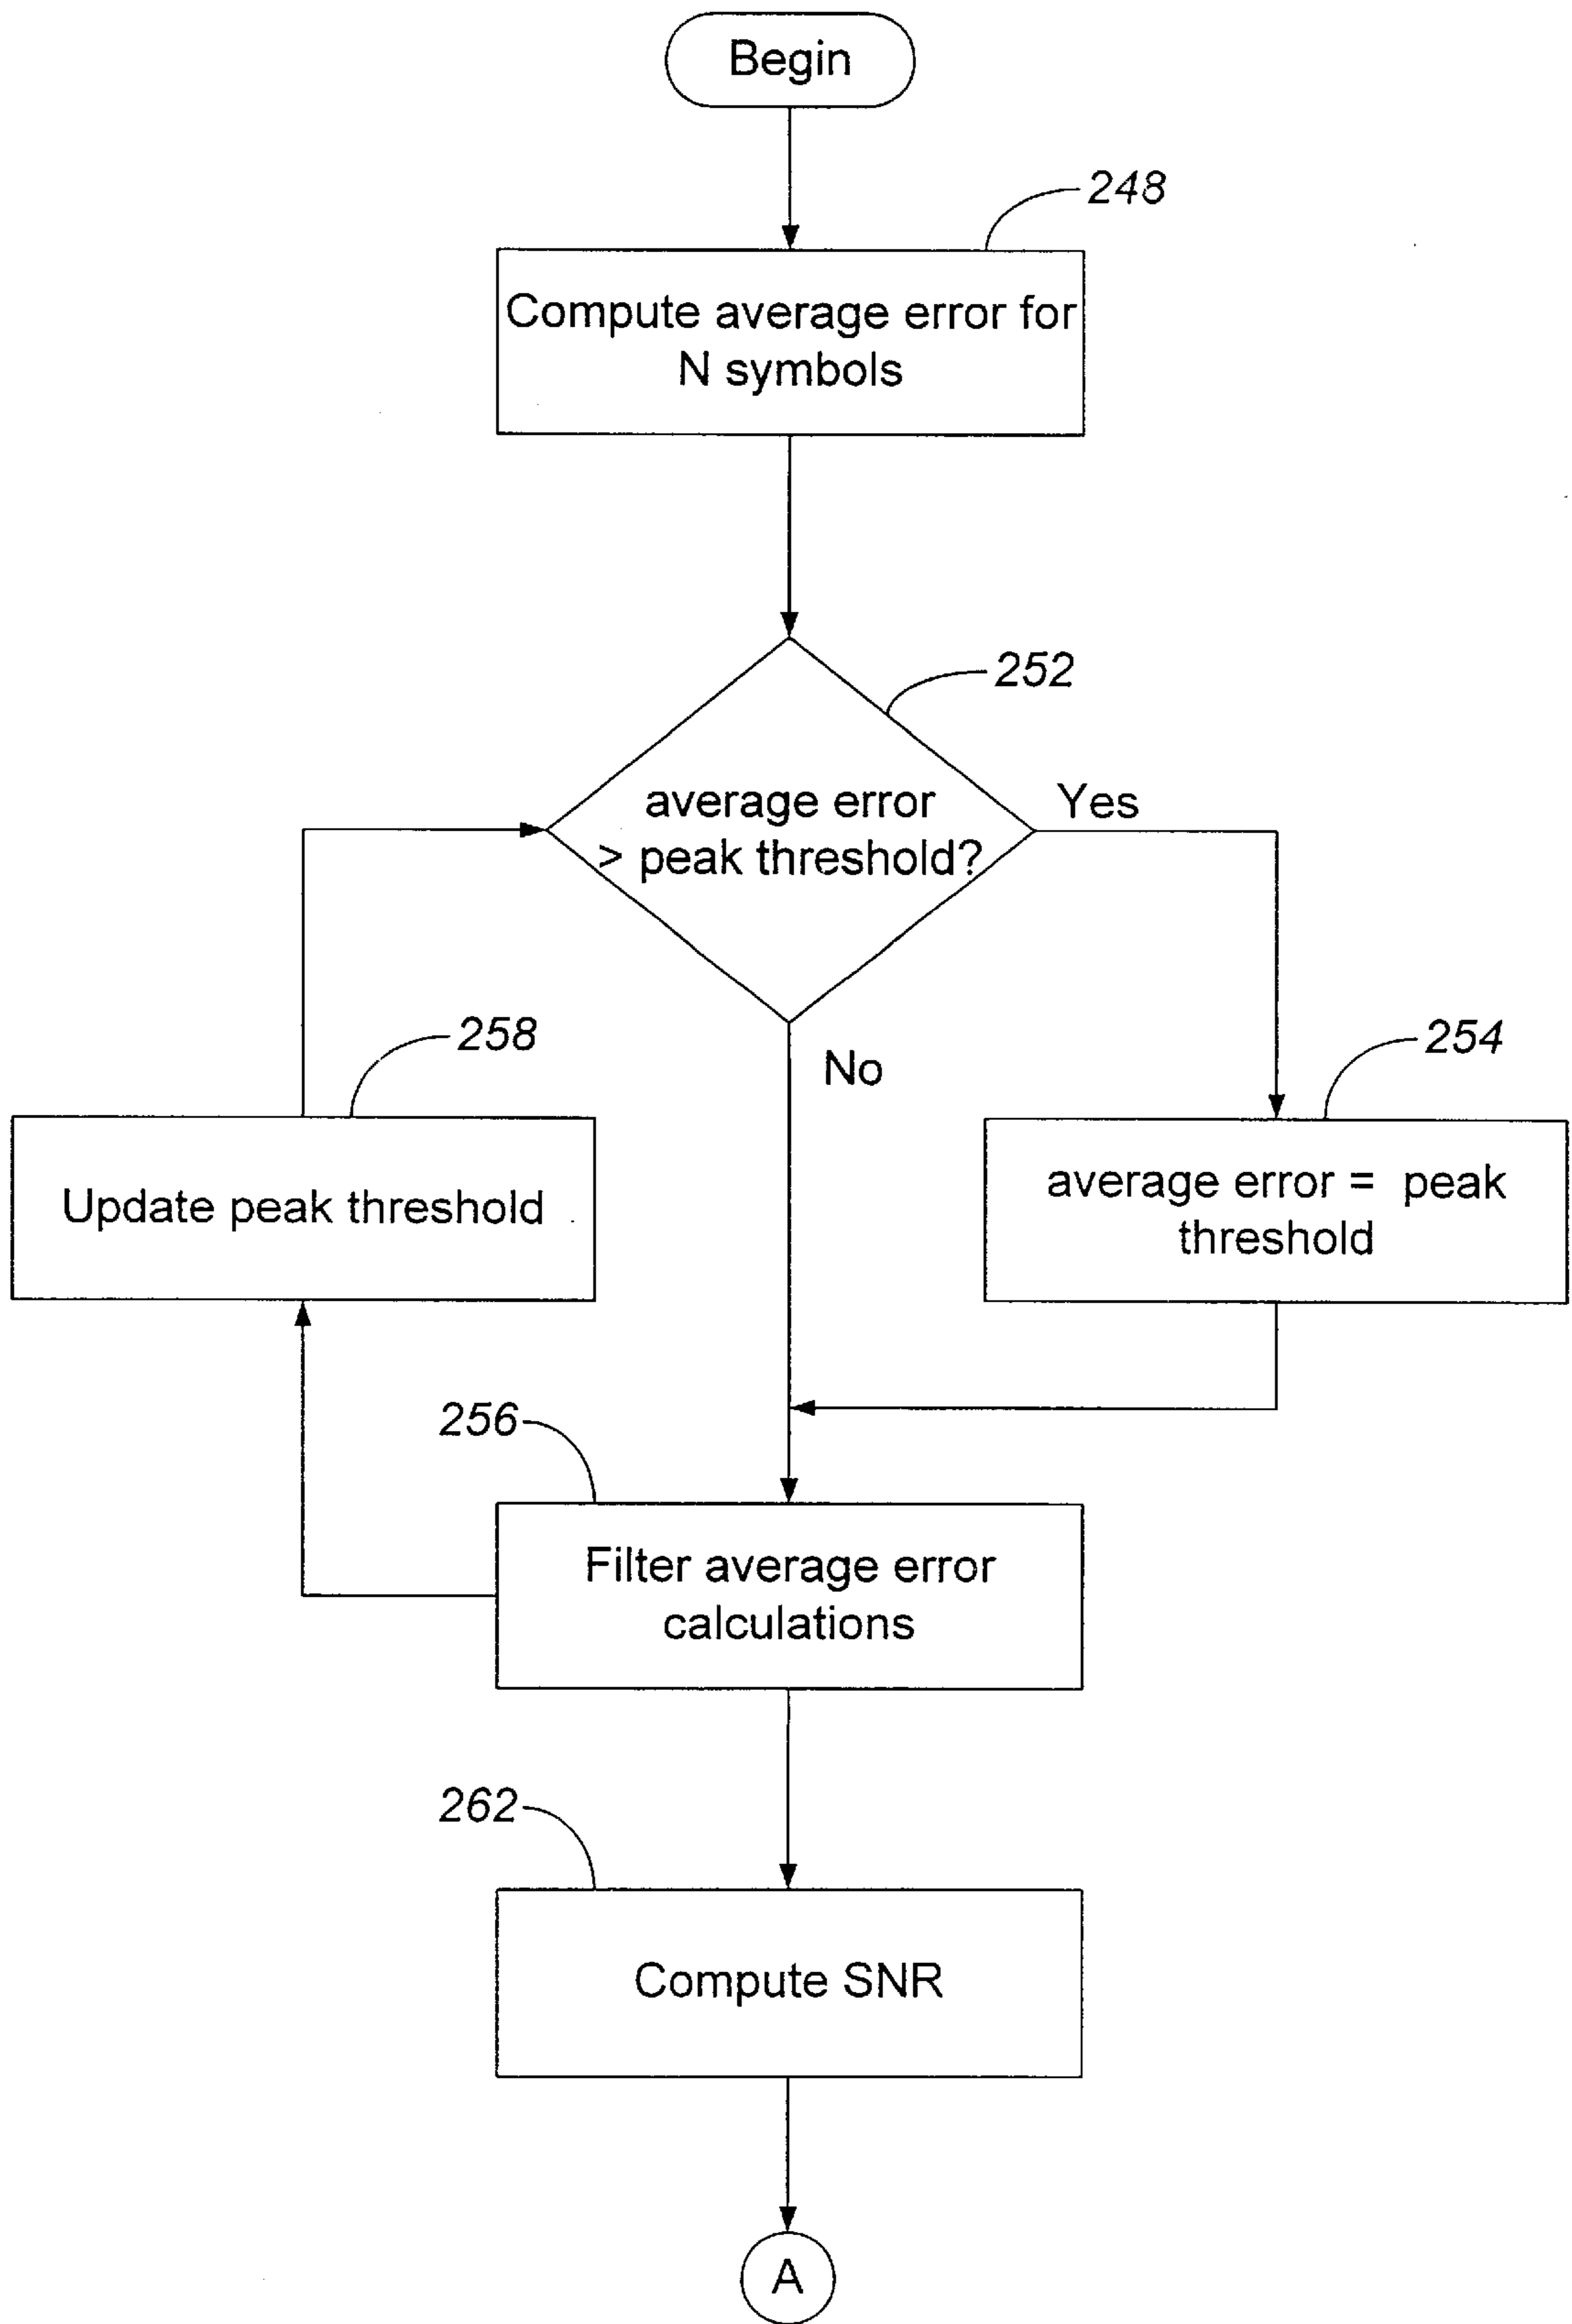 Begin
248
Compute average error for
N symbols
252
average error
> peak threshold?
Yes
No
258
Update peak threshold
254
average error = peak
threshold
256
Filter average error
calculations
262
Compute SNR
A